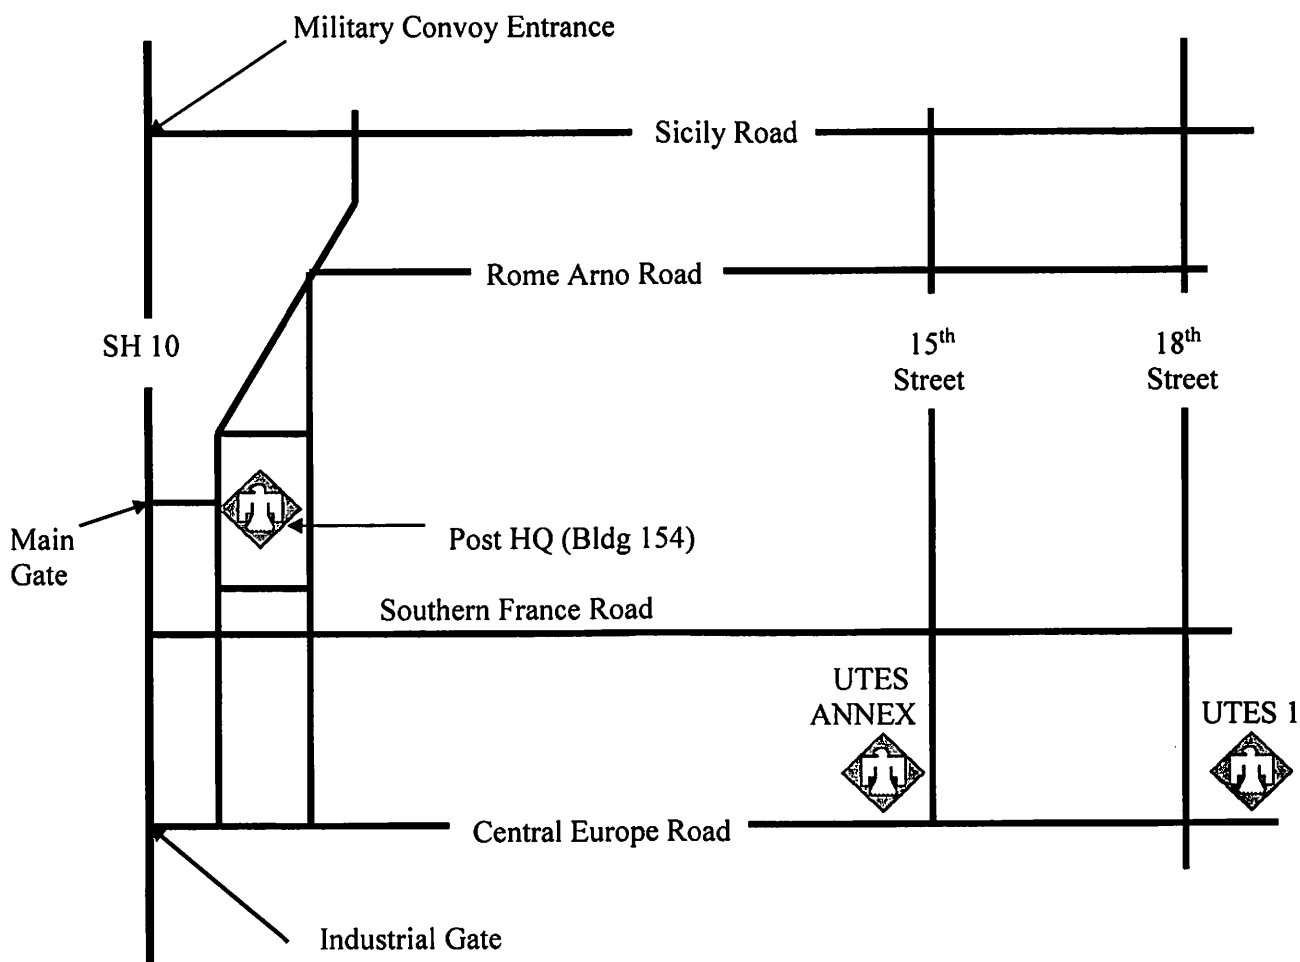 Military Convoy Entrance
Sicily Road
Rome Arno Road
SH 10
15th
Street
18th
Street
Main
Gate
Post HQ (Bldg 154)
Southern France Road
UTES
ANNEX
UTES 1
Central Europe Road
Industrial Gate